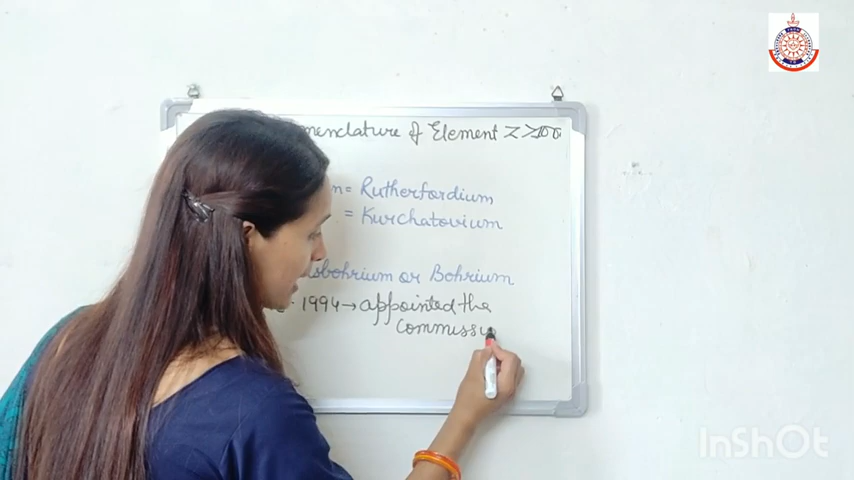 menclature of Element Z > 100
n = Rutherfordium
= Kurchatovium
sbohrium or Bohrium
1994 → appointed the
commissi
InShOt